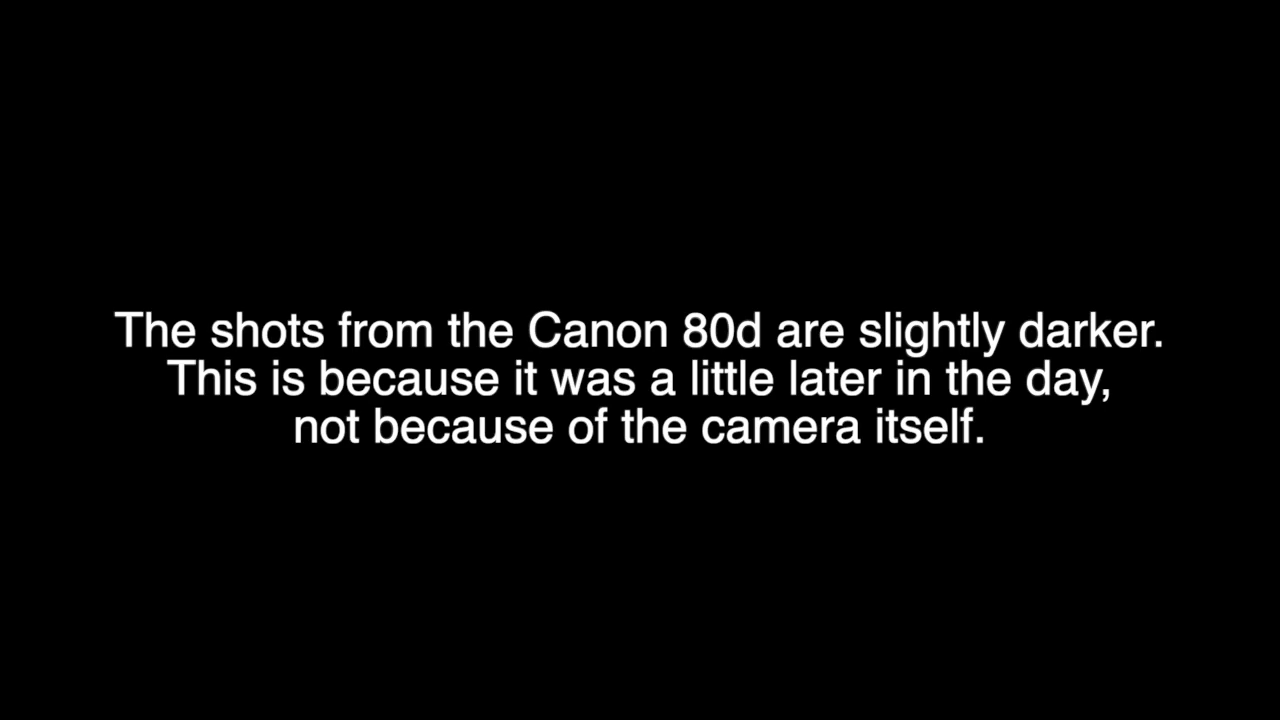 The shots from the Canon 80d are slightly darker.
This is because it was a little later in the day,
not because of the camera itself.